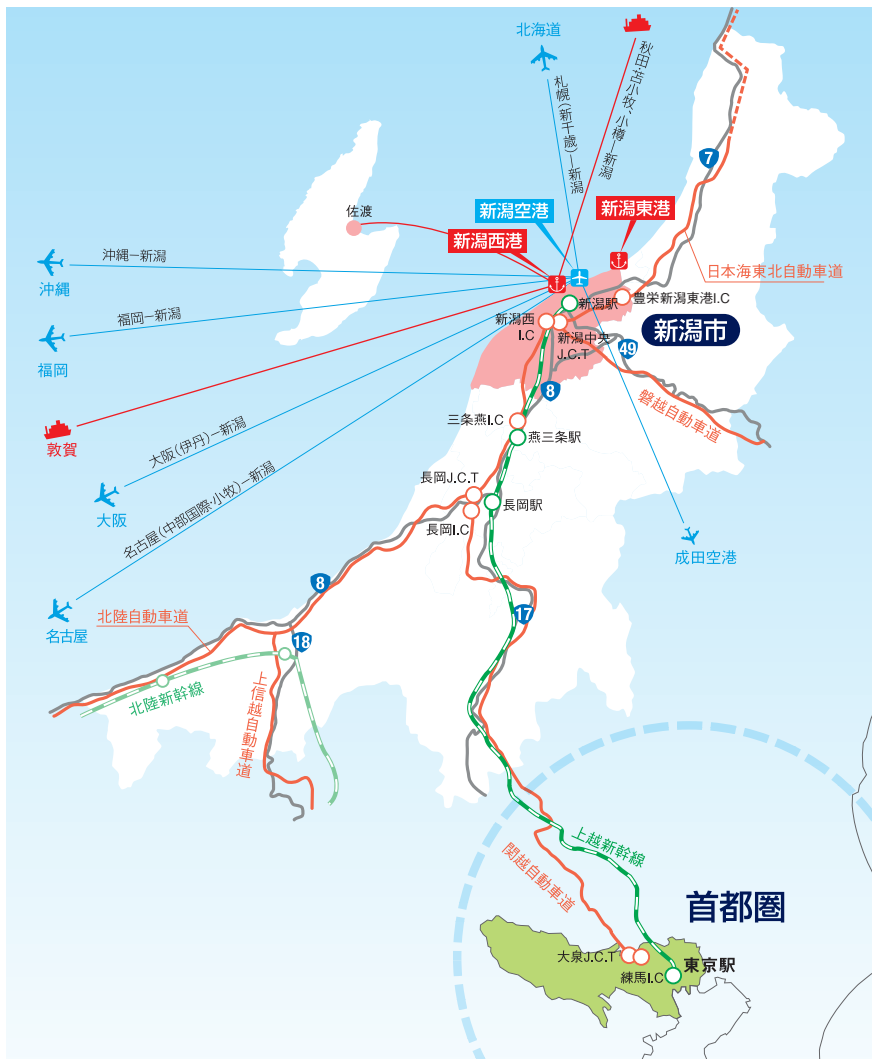 北海道
秋田・苫小牧、小樽―新潟
札幌(新千歳)―新潟
7
佐渡
新潟空港
新潟東港
新潟西港
沖縄―新潟
沖縄
日本海東北自動車道
豊栄新潟東港I.C
新潟駅
福岡―新潟
福岡
新潟西
I.C
新潟中央
J.C.T
新潟市
49
8
磐越自動車道
敦賀
三条燕I.C
燕三条駅
大阪(伊丹)―新潟
大阪
長岡J.C.T
長岡駅
長岡I.C
名古屋(中部国際・小牧)―新潟
成田空港
8
17
名古屋
北陸自動車道
18
北陸新幹線
上信越自動車道
上越新幹線
関越自動車道
首都圏
大泉J.C.T
東京駅
練馬I.C